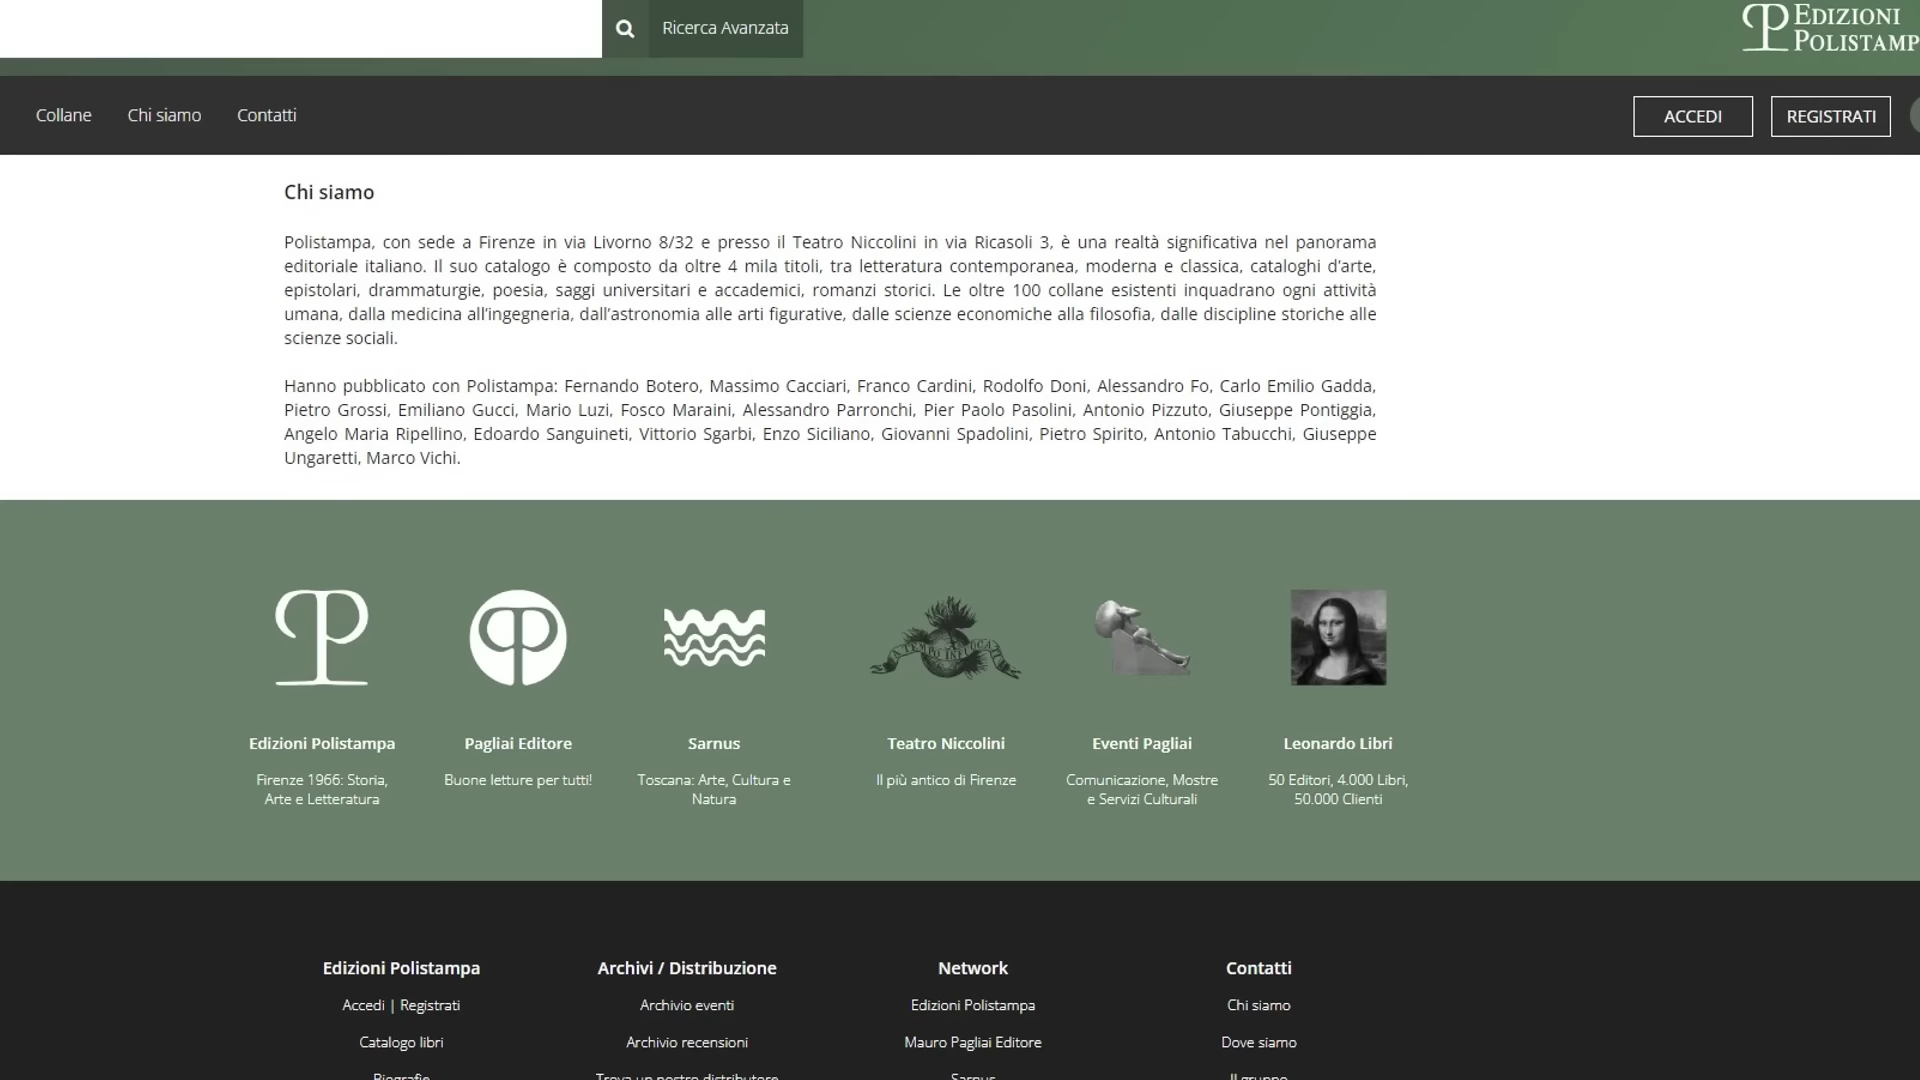 Ricerca Avanzata
EDIZIONI
POLISTAMP
Collane
Chi siamo
Contatti
ACCEDI
REGISTRATI
Chi siamo
Polistampa, con sede a Firenze in via Livorno 8/32 e presso il Teatro Niccolini in via Ricasoli 3, è una realtà significativa nel panorama
editoriale italiano. Il suo catalogo è composto da oltre 4 mila titoli, tra letteratura contemporanea, moderna e classica, cataloghi d'arte,
epistolari, drammaturgie, poesia, saggi universitari e accademici, romanzi storici. Le oltre 100 collane esistenti inquadrano ogni attività
umana, dalla medicina all'ingegneria, dall'astronomia alle arti figurative, dalle scienze economiche alla filosofia, dalle discipline storiche alle
scienze sociali.
Hanno pubblicato con Polistampa: Fernando Botero, Massimo Cacciari, Franco Cardini, Rodolfo Doni, Alessandro Fo, Carlo Emilio Gadda,
Pietro Grossi, Emiliano Gucci, Mario Luzi, Fosco Maraini, Alessandro Parronchi, Pier Paolo Pasolini, Antonio Pizzuto, Giuseppe Pontiggia,
Angelo Maria Ripellino, Edoardo Sanguineti, Vittorio Sgarbi, Enzo Siciliano, Giovanni Spadolini, Pietro Spirito, Antonio Tabucchi, Giuseppe
Ungaretti, Marco Vichi.
Edizioni Polistampa
Firenze 1966: Storia,
Arte e Letteratura
Pagliai Editore
Buone letture per tutti!
Sarnus
Toscana: Arte, Cultura e
Natura
Teatro Niccolini
Il più antico di Firenze
Eventi Pagliai
Comunicazione, Mostre
e Servizi Culturali
Leonardo Libri
50 Editori, 4.000 Libri,
50.000 Clienti
Edizioni Polistampa
Accedi | Registrati
Catalogo libri
Biografie
Archivi / Distribuzione
Archivio eventi
Archivio recensioni
Trova un nostro distributore
Network
Edizioni Polistampa
Mauro Pagliai Editore
Sarnus
Contatti
Chi siamo
Dove siamo
Il gruppo